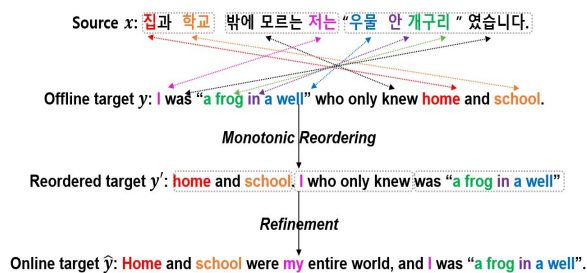 Source x: 집과 학교 밖에 모르는 저는 “우물 안 개구리 ” 였습니다.
Offline target y: I was “a frog in a well” who only knew home and school.
Monotonic Reordering
Reordered target y′: home and school. I who only knew was “a frog in a well”
Refinement
Online target ŷ: Home and school were my entire world, and I was “a frog in a well”.